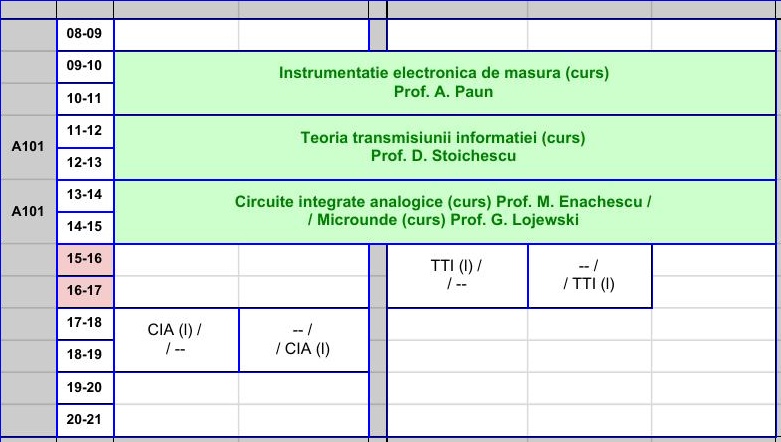 08-09
09-10
Instrumentatie electronica de masura (curs)
Prof. A. Paun
10-11
A101
11-12
Teoria transmisiunii informatiei (curs)
Prof. D. Stoichescu
12-13
A101
13-14
Circuite integrate analogice (curs) Prof. M. Enachescu /
/ Microunde (curs) Prof. G. Lojewski
14-15
15-16
TTI (l) /
/ --
-- /
/ TTI (l)
16-17
17-18
CIA (l) /
/ --
-- /
/ CIA (l)
18-19
19-20
20-21